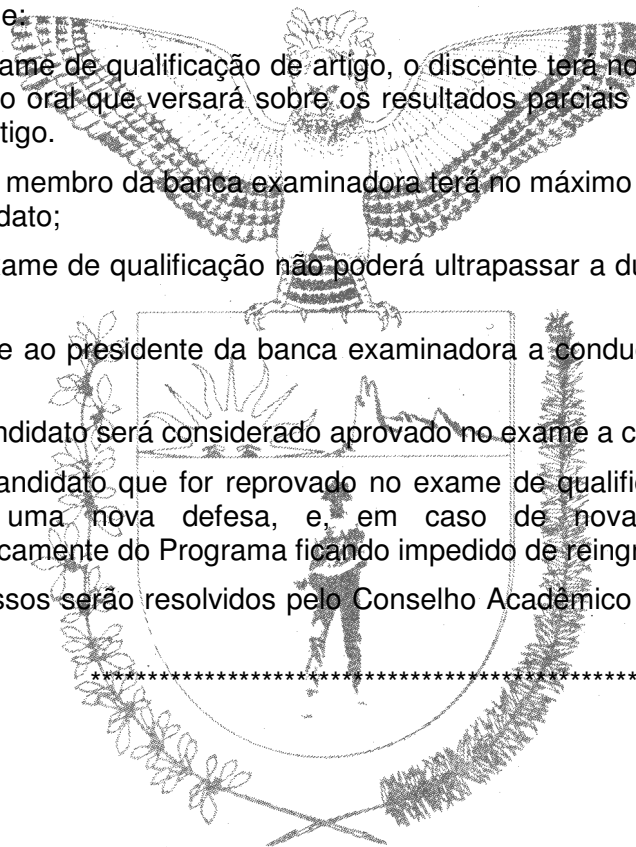 e:
ame de qualificação de artigo, o discente terá no
o oral que versará sobre os resultados parciais
tigo.
membro da banca examinadora terá no máximo
dato;
ame de qualificação não poderá ultrapassar a du
e ao presidente da banca examinadora a condu
ndidato será considerado aprovado no exame a c
andidato que for reprovado no exame de qualific
uma nova defesa, e, em caso de nova
camente do Programa ficando impedido de reingr
ssos serão resolvidos pelo Conselho Acadêmico
**************************************************